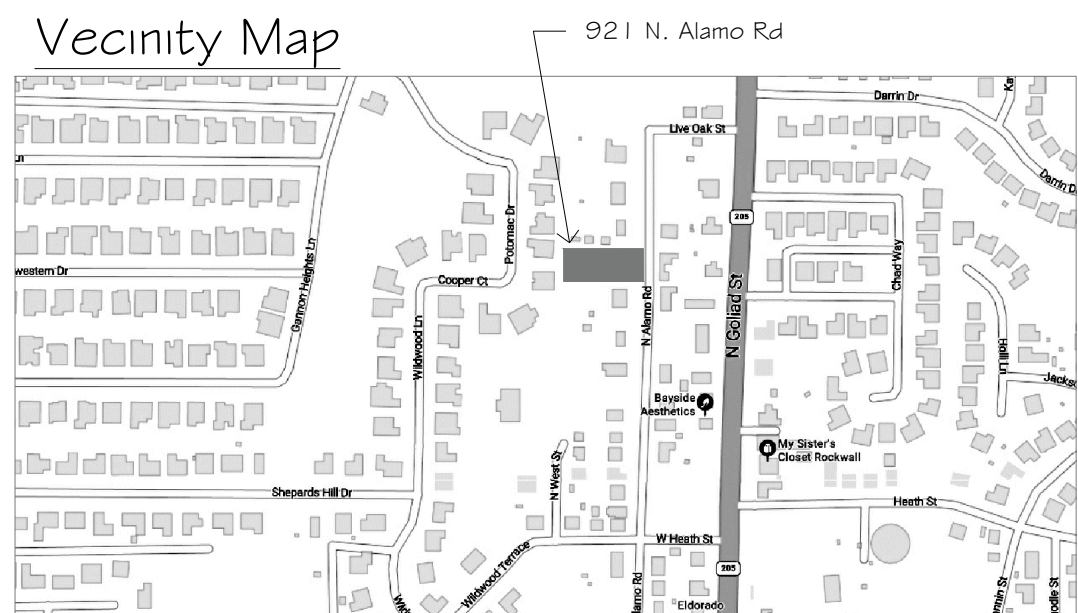 Vecinity Map
921 N. Alamo Rd
Darrin Dr
Live Oak St
Darrin D
205
Potomac Dr
Gannon Heights Ln
Chad Way
western Dr
Cooper Ct
N Goliad St
N Alamo Rd
Wildwood Ln
Holli Ln
Jackso
Bayside
Aesthetics
My Sister's
Closet Rockwall
N West St
Shepards Hill Dr
Heath St
W Heath St
Wildwood Terrace
205
Eldorado